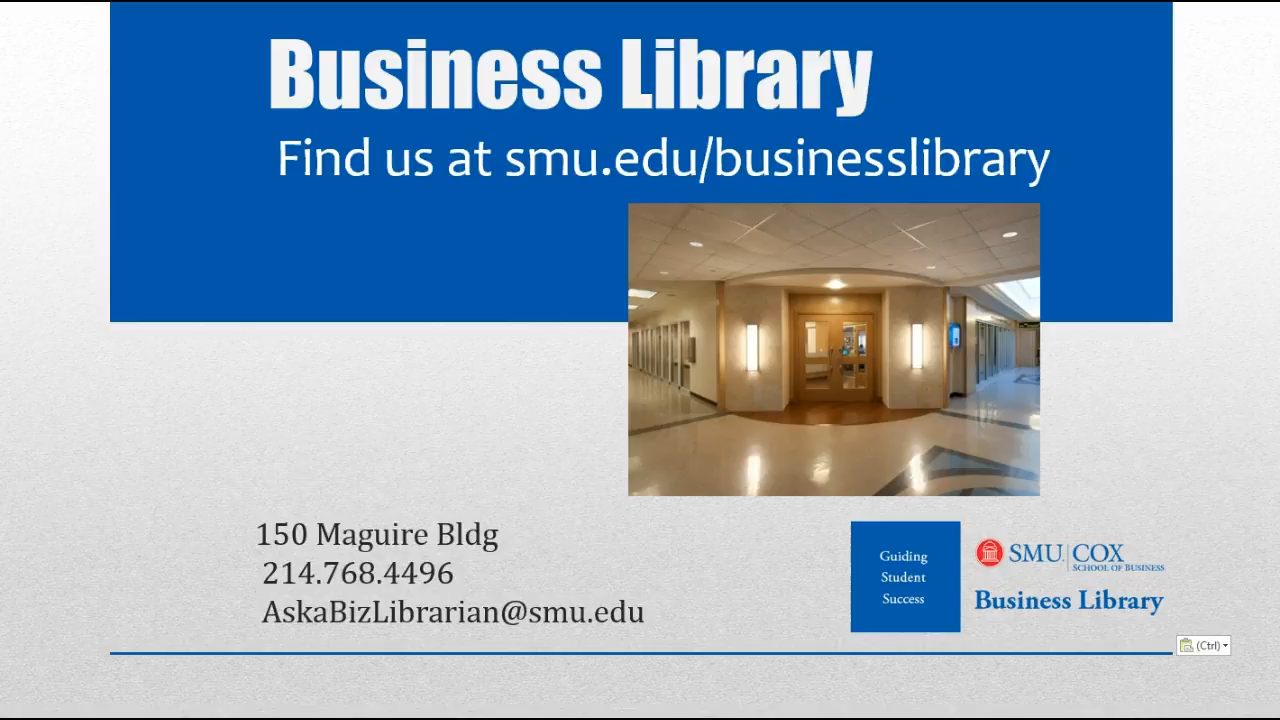 Business Library
Find us at smu.edu/businesslibrary
150 Maguire Bldg
214.768.4496
AskaBizLibrarian@smu.edu
Guiding
Student
Success
SMU. COX
SCHOOL OF BUSINESS
Business Library
(Ctrl)